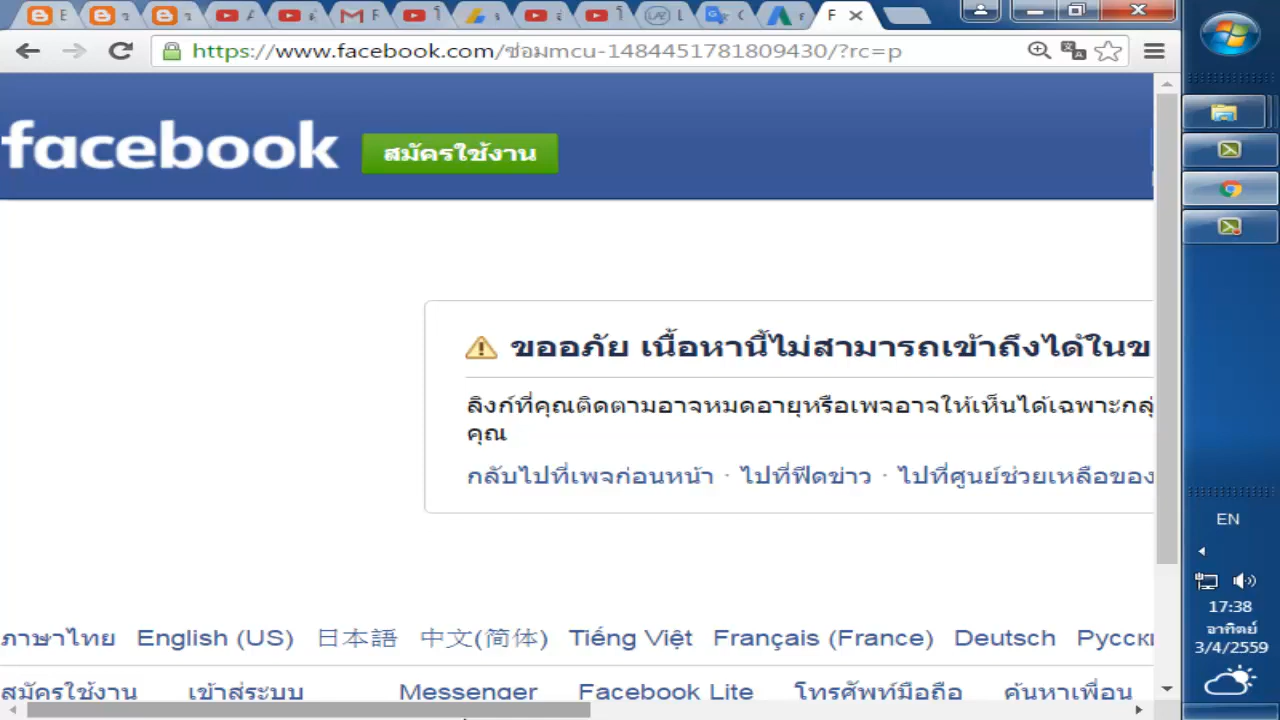 https://www.facebook.com/ซ่อมmcu-1484451781809430/?rc=p
facebook
สมัครใช้งาน
ขออภัย เนื้อหานี้ไม่สามารถเข้าถึงได้ในข
ลิงก์ที่คุณติดตามอาจหมดอายุหรือเพจอาจให้เห็นได้เฉพาะกลุ่
คุณ
กลับไปที่เพจก่อนหน้า · ไปที่ฟีดข่าว · ไปที่ศูนย์ช่วยเหลือของ
ภาษาไทย English (US) 日本語 中文(简体) Tiếng Việt Français (France) Deutsch Русски
สมัครใช้งาน เข้าสู่ระบบ Messenger Facebook Lite โทรศัพท์มือถือ ค้นหาเพื่อน
EN
17:38
อาทิตย์
3/4/2559